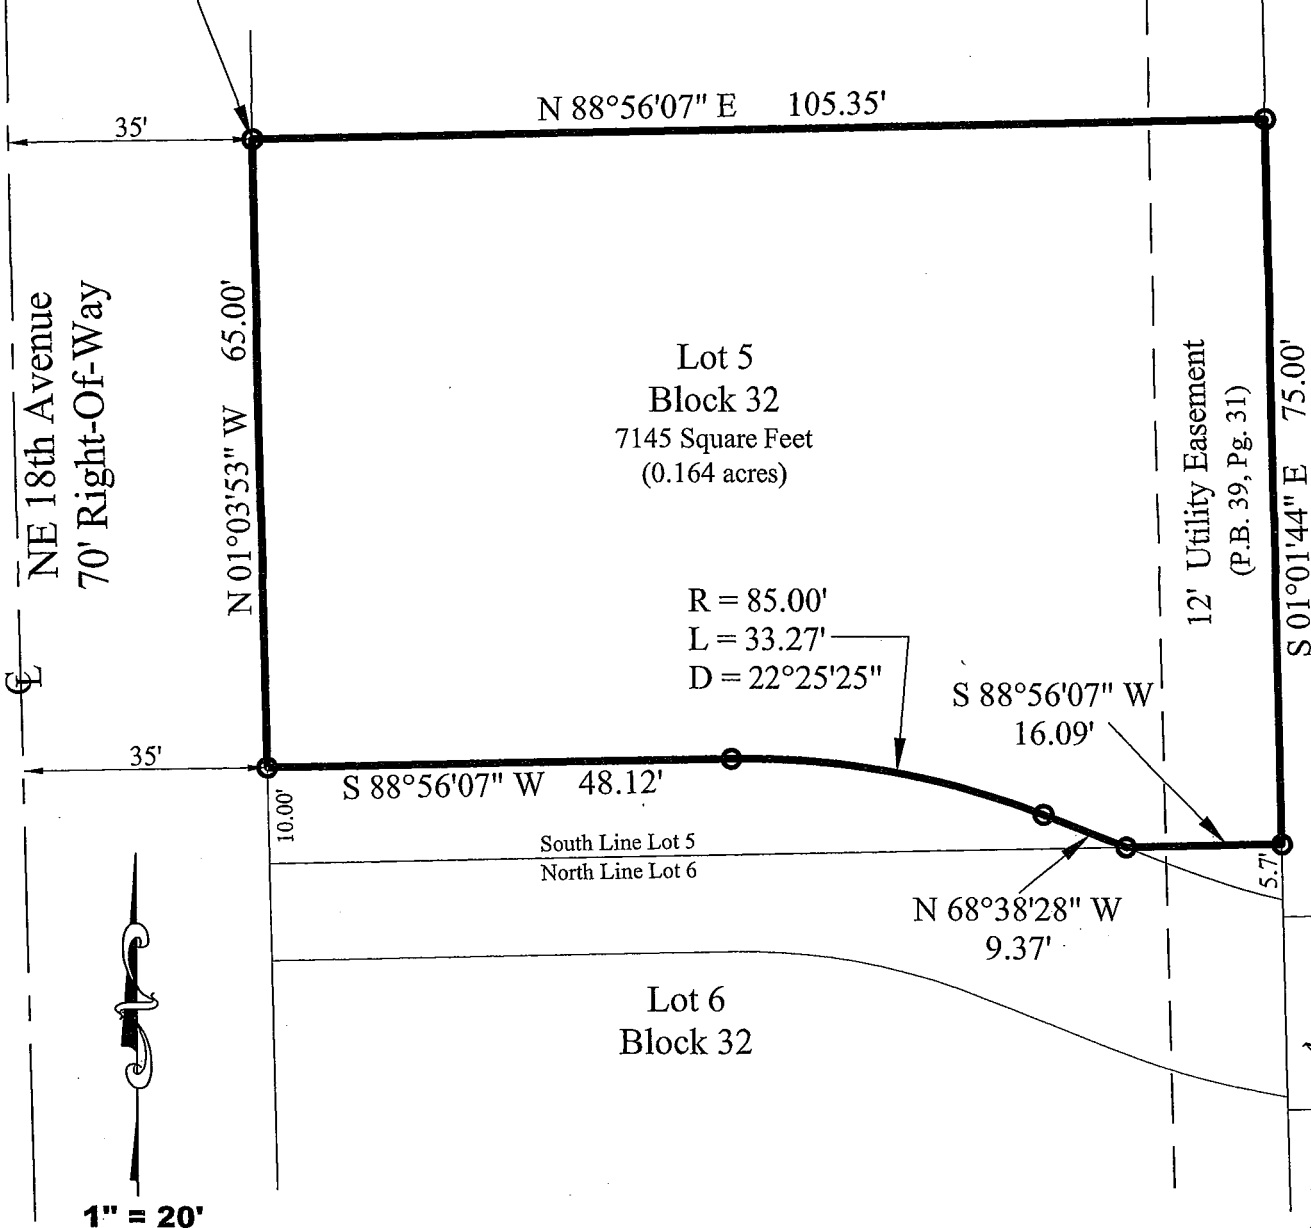 N 88°56'07" E 105.35'
35'
NE 18th Avenue
70' Right-Of-Way
N 01°03'53" W 65.00'
Lot 5
Block 32
7145 Square Feet
(0.164 acres)
12' Utility Easement
(P.B. 39, Pg. 31)
S 01°01'44" E 75.00'
R = 85.00'
L = 33.27'
D = 22°25'25"
S 88°56'07" W
16.09'
CL
35'
S 88°56'07" W 48.12'
10.00'
South Line Lot 5
North Line Lot 6
5.7'
N 68°38'28" W
9.37'
Lot 6
Block 32
1" = 20'